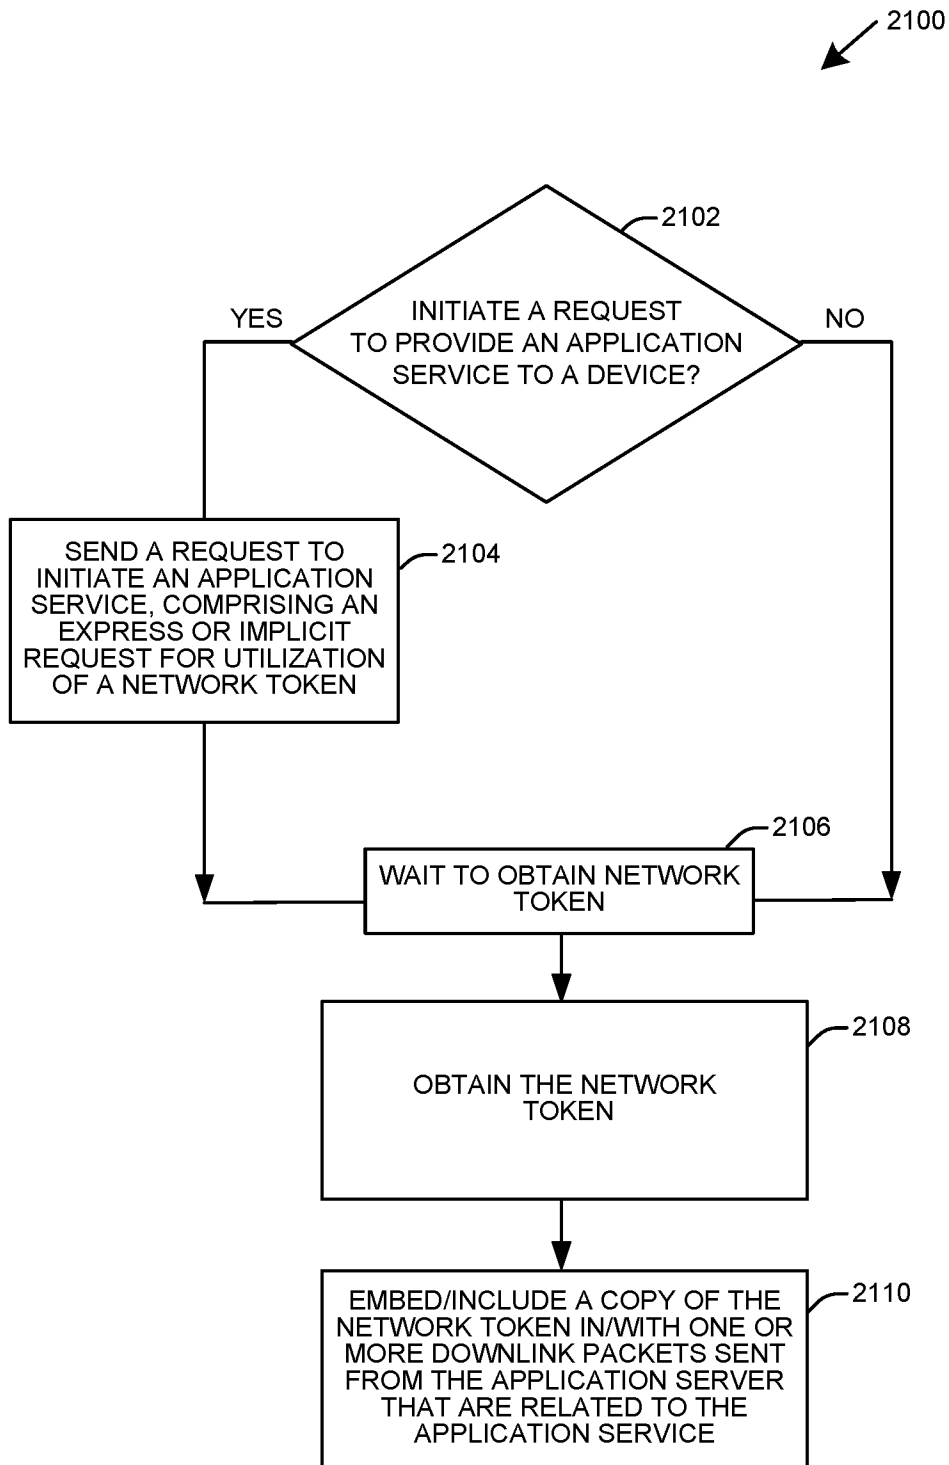 2100
2102
INITIATE A REQUEST
TO PROVIDE AN APPLICATION
SERVICE TO A DEVICE?
YES
NO
SEND A REQUEST TO
INITIATE AN APPLICATION
SERVICE, COMPRISING AN
EXPRESS OR IMPLICIT
REQUEST FOR UTILIZATION
OF A NETWORK TOKEN
2104
2106
WAIT TO OBTAIN NETWORK
TOKEN
2108
OBTAIN THE NETWORK
TOKEN
2110
EMBED/INCLUDE A COPY OF THE
NETWORK TOKEN IN/WITH ONE OR
MORE DOWNLINK PACKETS SENT
FROM THE APPLICATION SERVER
THAT ARE RELATED TO THE
APPLICATION SERVICE